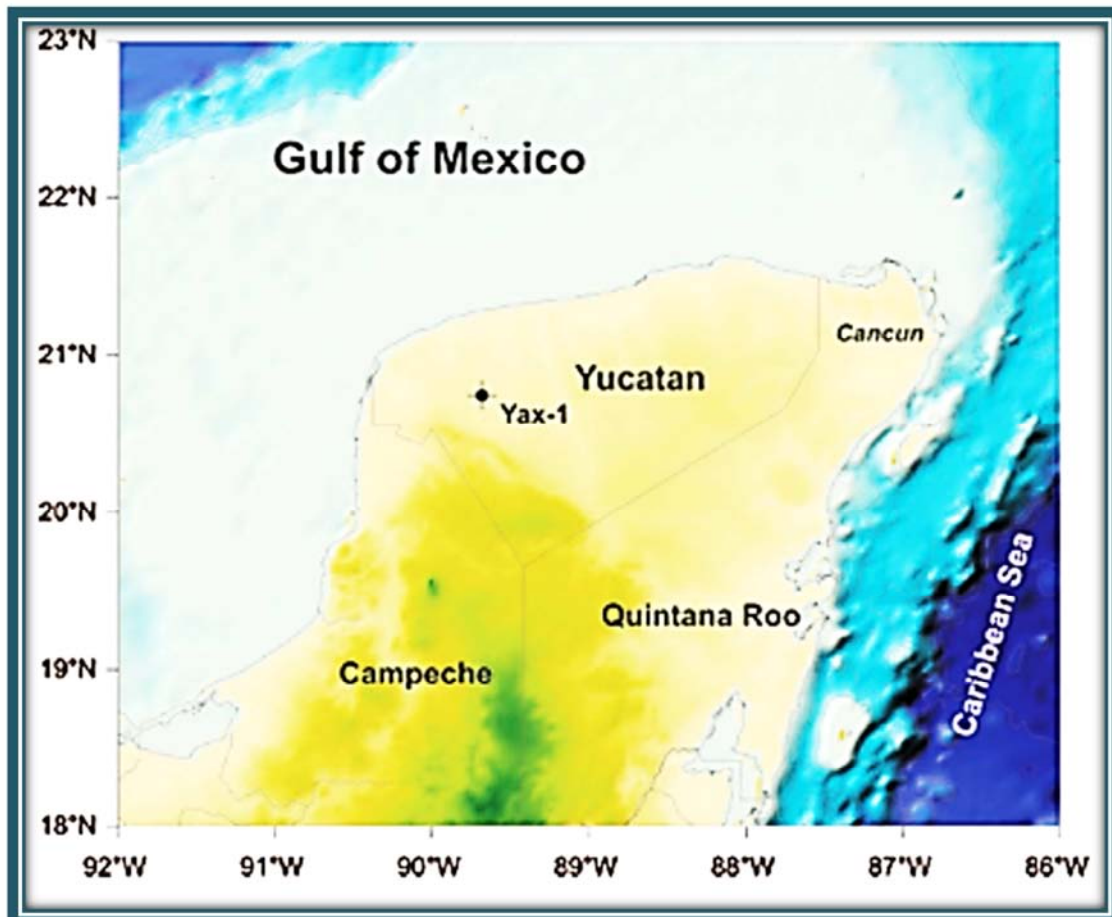 23°N
Gulf of Mexico
22°N
21°N
Cancun
Yucatan
Yax-1
20°N
Quintana Roo
Caribbean Sea
19°N
Campeche
18°N
92°W 91°W 90°W 89°W 88°W 87°W 86°W